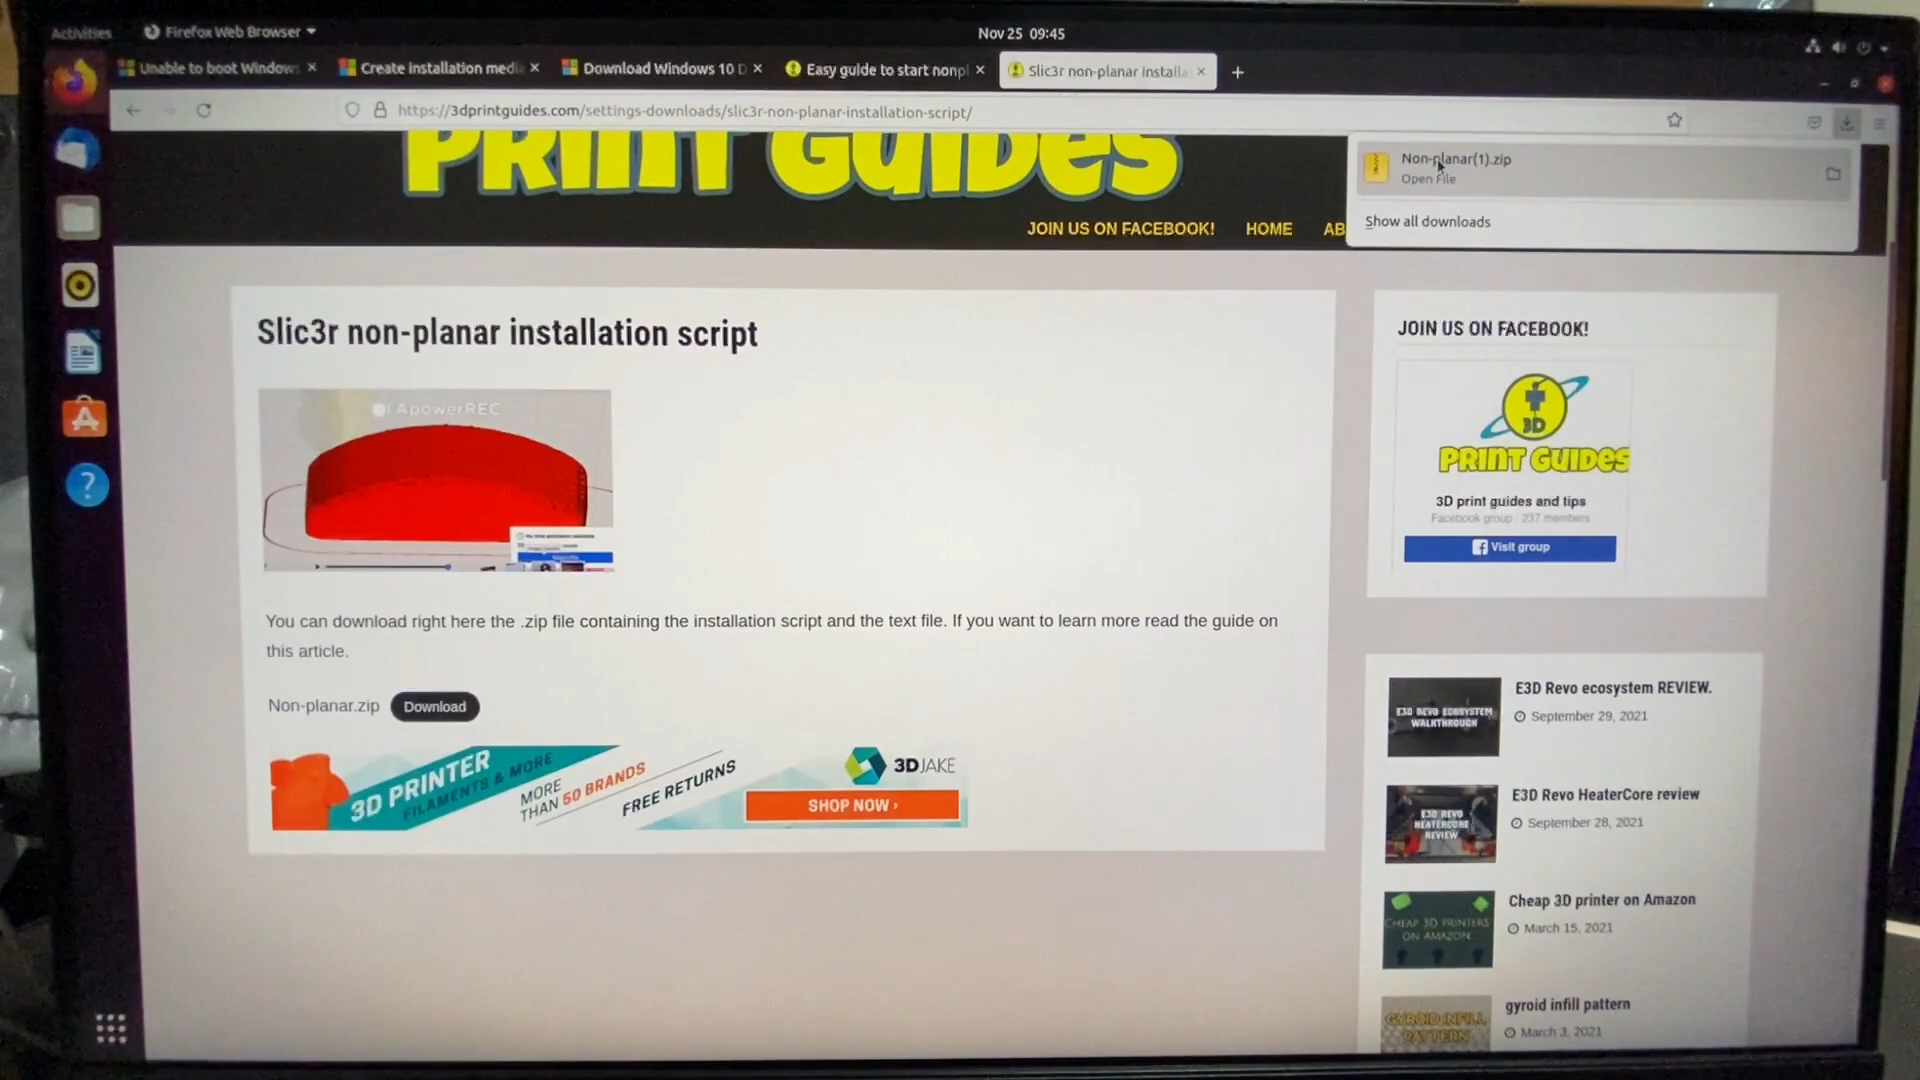 Activities
Firefox Web Browser
Nov 25 09:45
Unable to boot Window
Create installation media
Download Windows 10 D
Easy guide to start nonpl
Slic3r non-planar installa
https://3dprintguides.com/settings-downloads/slic3r-non-planar-installation-script/
PRINT GUIDES
Non-planar(1).zip
Open File
Show all downloads
JOIN US ON FACEBOOK!
HOME
AB
Slic3r non-planar installation script
ApowerREC
You can download right here the .zip file containing the installation script and the text file. If you want to learn more read the guide on
this article.
Non-planar.zip
Download
3D PRINTER
FILAMENTS & MORE
MORE
THAN 50 BRANDS
FREE RETURNS
3DJAKE
SHOP NOW ›
JOIN US ON FACEBOOK!
3D
PRINT GUIDES
3D print guides and tips
Facebook group · 237 members
Visit group
E3D REVO ECOSYSTEM
WALKTHROUGH
E3D Revo ecosystem REVIEW.
September 29, 2021
E3D REVO
HEATERCORE
REVIEW
E3D Revo HeaterCore review
September 28, 2021
CHEAP 3D PRINTERS
ON AMAZON
Cheap 3D printer on Amazon
March 15, 2021
GYROID INFILL
PATTERN
gyroid infill pattern
March 3, 2021